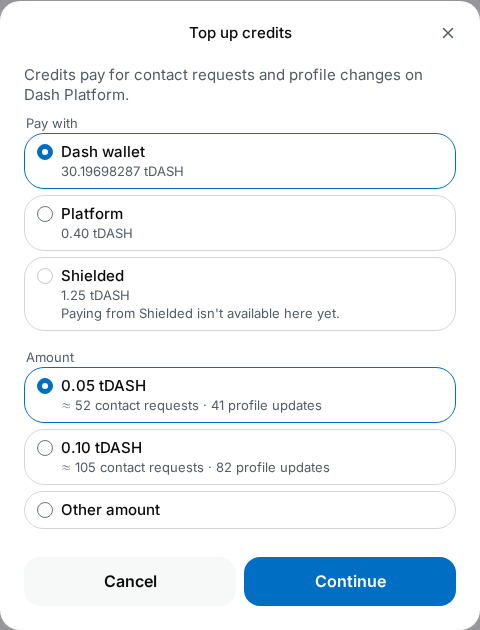 Top up credits
Credits pay for contact requests and profile changes on
Dash Platform.
Pay with
Dash wallet
30.19698287 tDASH
Platform
0.40 tDASH
Shielded
1.25 tDASH
Paying from Shielded isn't available here yet.
Amount
0.05 tDASH
≈ 52 contact requests · 41 profile updates
0.10 tDASH
≈ 105 contact requests · 82 profile updates
Other amount
Cancel
Continue